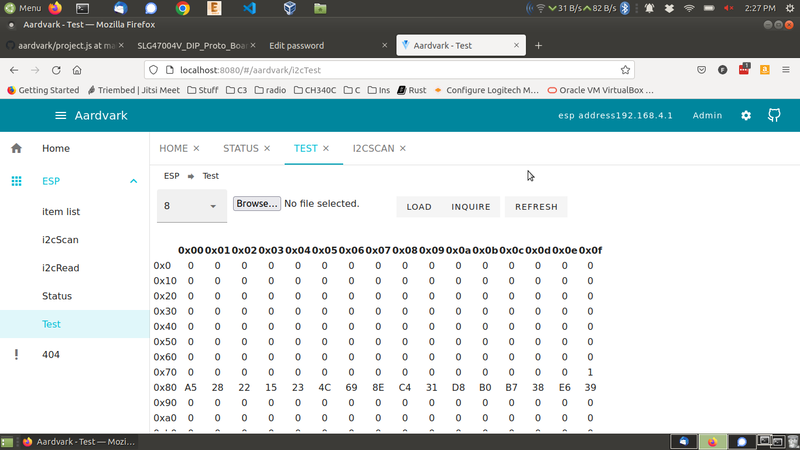 Menu 31 B/s 82 B/s 2:27 PM
Aardvark - Test — Mozilla Firefox
aardvark/project.js at ma SLG47004V_DIP_Proto_Boar Edit password Aardvark - Test
localhost:8080/#/aardvark/i2cTest
Getting Started Triembed | Jitsi Meet Stuff C3 radio CH340C C Ins Rust Configure Logitech M… Oracle VM VirtualBox …
Aardvark esp address192.168.4.1 Admin
Home HOME STATUS TEST I2CSCAN
ESP ESP Test
8 Browse... No file selected. LOAD INQUIRE REFRESH
item list
i2cScan
i2cRead
Status
Test
404
0x00 0x01 0x02 0x03 0x04 0x05 0x06 0x07 0x08 0x09 0x0a 0x0b 0x0c 0x0d 0x0e 0x0f
0x0 0 0 0 0 0 0 0 0 0 0 0 0 0 0 0 0
0x10 0 0 0 0 0 0 0 0 0 0 0 0 0 0 0 0
0x20 0 0 0 0 0 0 0 0 0 0 0 0 0 0 0 0
0x30 0 0 0 0 0 0 0 0 0 0 0 0 0 0 0 0
0x40 0 0 0 0 0 0 0 0 0 0 0 0 0 0 0 0
0x50 0 0 0 0 0 0 0 0 0 0 0 0 0 0 0 0
0x60 0 0 0 0 0 0 0 0 0 0 0 0 0 0 0 0
0x70 0 0 0 0 0 0 0 0 0 0 0 0 0 0 0 1
0x80 A5 28 22 15 23 4C 69 8E C4 31 D8 B0 B7 38 E6 39
0x90 0 0 0 0 0 0 0 0 0 0 0 0 0 0 0 0
0xa0 0 0 0 0 0 0 0 0 0 0 0 0 0 0 0 0
Aardvark - Test — Mozi…